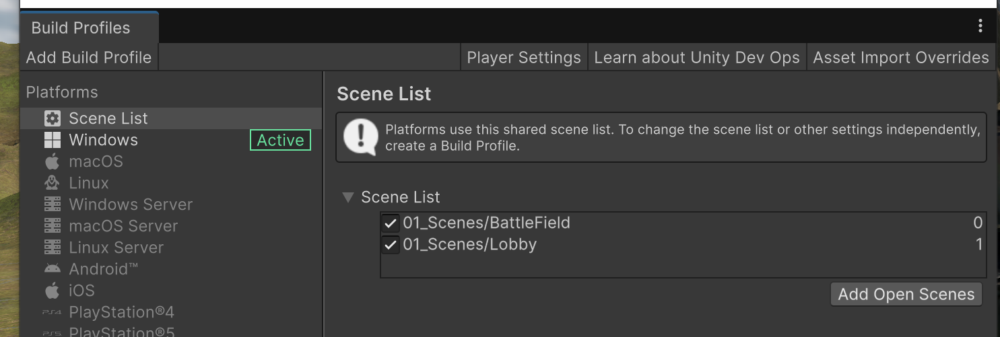 Build Profiles
Add Build Profile
Player Settings
Learn about Unity Dev Ops
Asset Import Overrides
Platforms
Scene List
Windows
Active
macOS
Linux
Windows Server
macOS Server
Linux Server
Android™
iOS
PS4 PlayStation®4
PS5 PlayStation®5
Scene List
Platforms use this shared scene list. To change the scene list or other settings independently,
create a Build Profile.
Scene List
01_Scenes/BattleField 0
01_Scenes/Lobby 1
Add Open Scenes